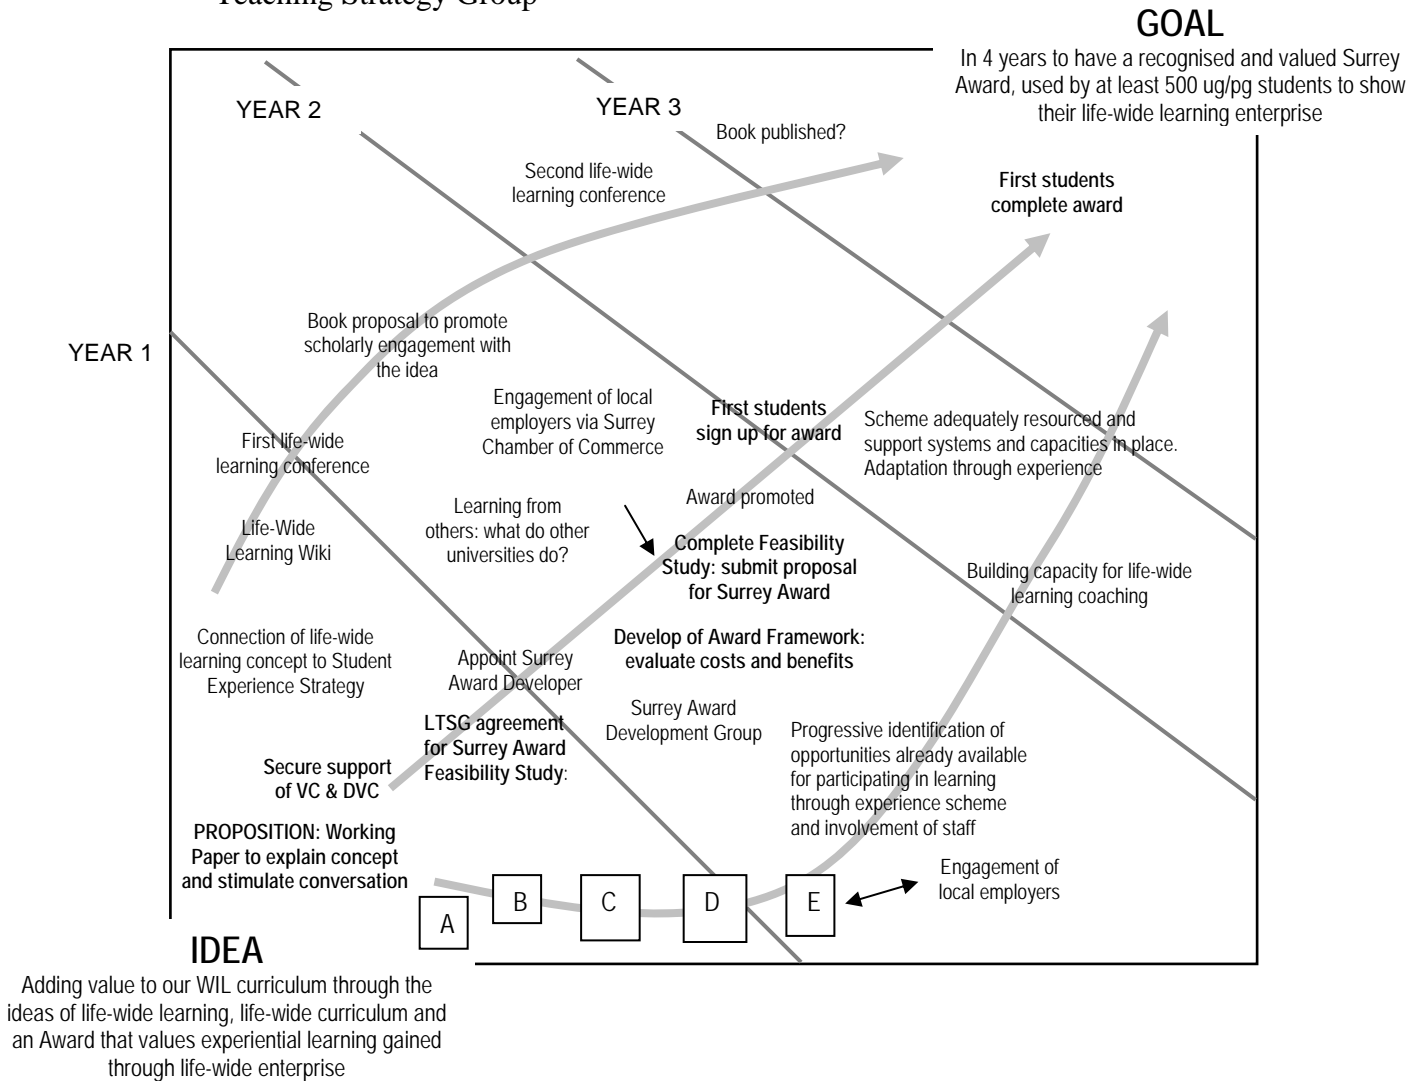 Teaching Strategy Group
GOAL
In 4 years to have a recognised and valued Surrey
Award, used by at least 500 ug/pg students to show
their life-wide learning enterprise
YEAR 2
YEAR 3
Book published?
Second life-wide
learning conference
First students
complete award
YEAR 1
Book proposal to promote
scholarly engagement with
the idea
Engagement of local
employers via Surrey
Chamber of Commerce
First students
sign up for award
Scheme adequately resourced and
support systems and capacities in place.
Adaptation through experience
First life-wide
learning conference
Life-Wide
Learning Wiki
Learning from
others: what do other
universities do?
Award promoted
Complete Feasibility
Study: submit proposal
for Surrey Award
Building capacity for life-wide
learning coaching
Connection of life-wide
learning concept to Student
Experience Strategy
Appoint Surrey
Award Developer
Develop of Award Framework:
evaluate costs and benefits
LTSG agreement
for Surrey Award
Feasibility Study:
Surrey Award
Development Group
Progressive identification of
opportunities already available
for participating in learning
through experience scheme
and involvement of staff
Secure support
of VC & DVC
PROPOSITION: Working
Paper to explain concept
and stimulate conversation
A
B
C
D
E
Engagement of
local employers
IDEA
Adding value to our WIL curriculum through the
ideas of life-wide learning, life-wide curriculum and
an Award that values experiential learning gained
through life-wide enterprise